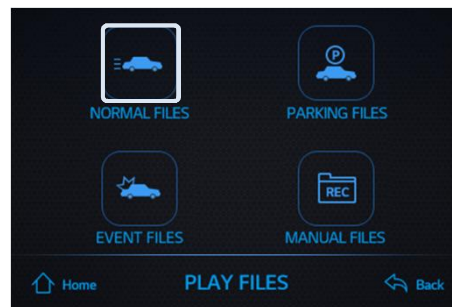 P
NORMAL FILES
PARKING FILES
REC
EVENT FILES
MANUAL FILES
Home
PLAY FILES
Back